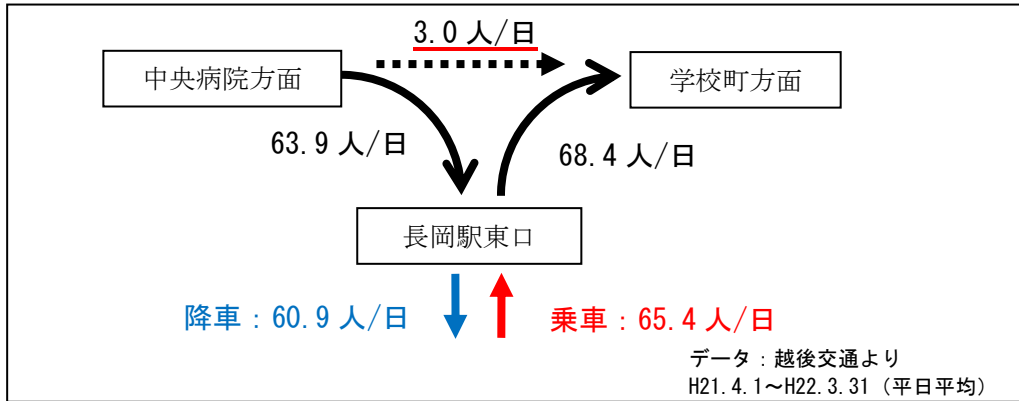 3.0 人/日
中央病院方面
学校町方面
63.9 人/日
68.4 人/日
長岡駅東口
降車：60.9 人/日
乗車：65.4 人/日
データ：越後交通より
H21.4.1～H22.3.31（平日平均）